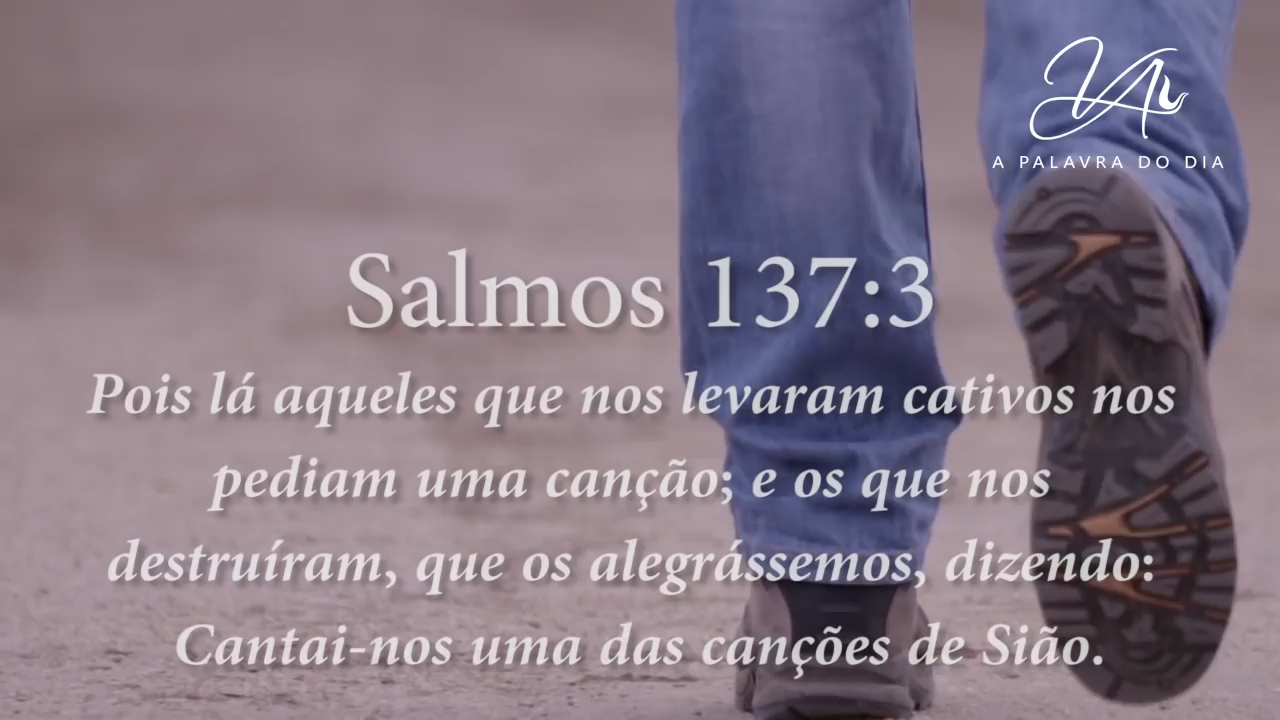 A PALAVRA DO DIA
Salmos 137:3
Pois lá aqueles que nos levaram cativos nos
pediam uma canção; e os que nos
destruíram, que os alegrássemos, dizendo:
Cantai-nos uma das canções de Sião.